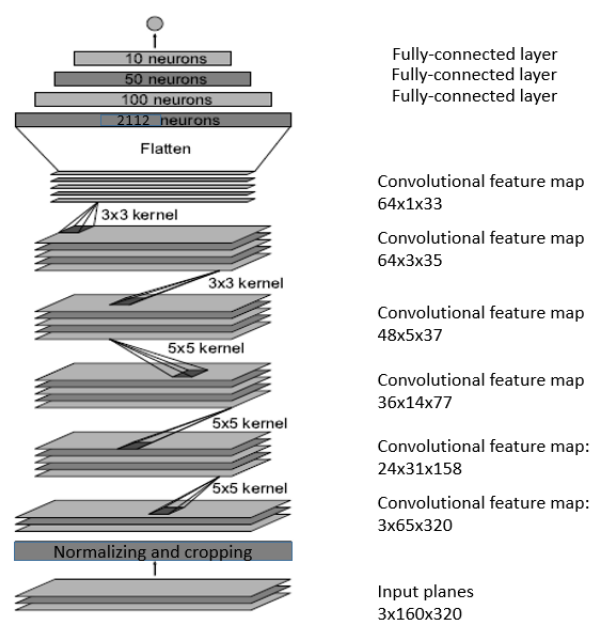 10 neurons
Fully-connected layer
50 neurons
Fully-connected layer
100 neurons
Fully-connected layer
2112 neurons
Flatten
Convolutional feature map
64x1x33
3x3 kernel
Convolutional feature map
64x3x35
3x3 kernel
Convolutional feature map
48x5x37
5x5 kernel
Convolutional feature map
36x14x77
5x5 kernel
Convolutional feature map:
24x31x158
5x5 kernel
Convolutional feature map:
3x65x320
Normalizing and cropping
Input planes
3x160x320